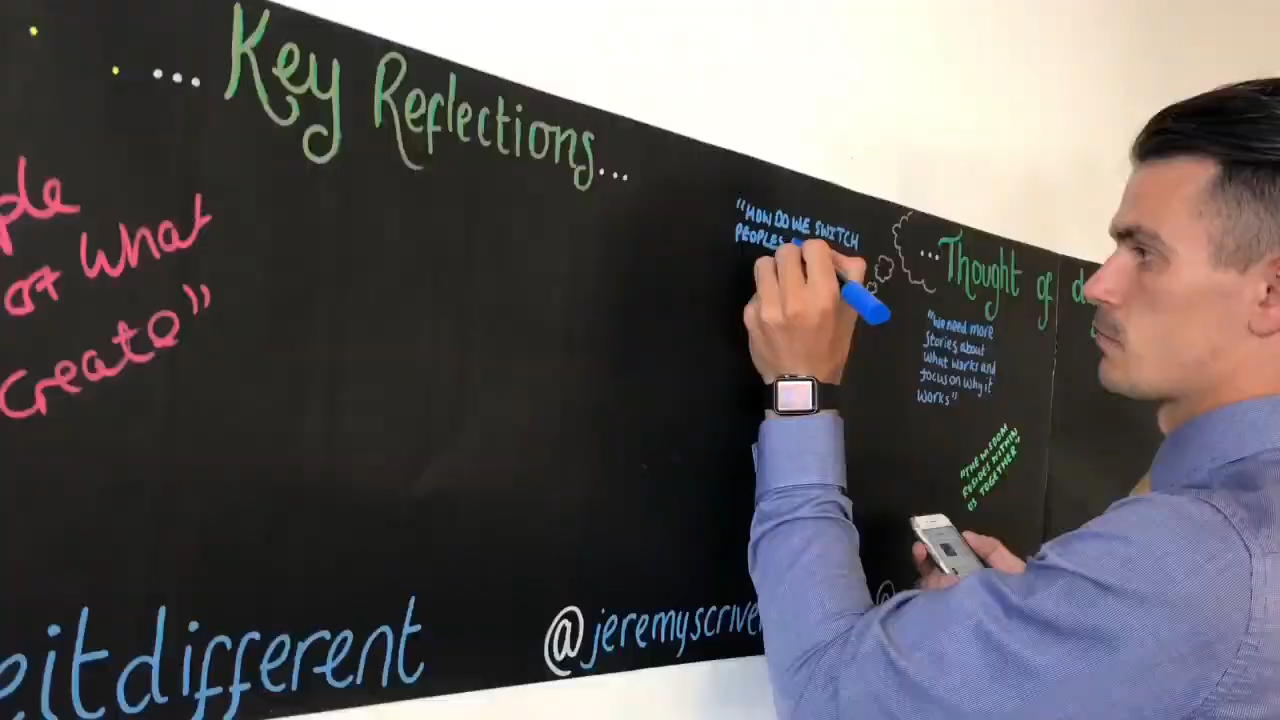 .... Key Reflections...
ple
of What
create"
"HOW DO WE SWITCH
PEOPLES
...Thought of
"We need more
Stories about
what works and
focus on why it
works"
"THE WISDOM
RESIDES WITHIN
US TOGETHER"
eitdifferent
@jeremyscrive
@